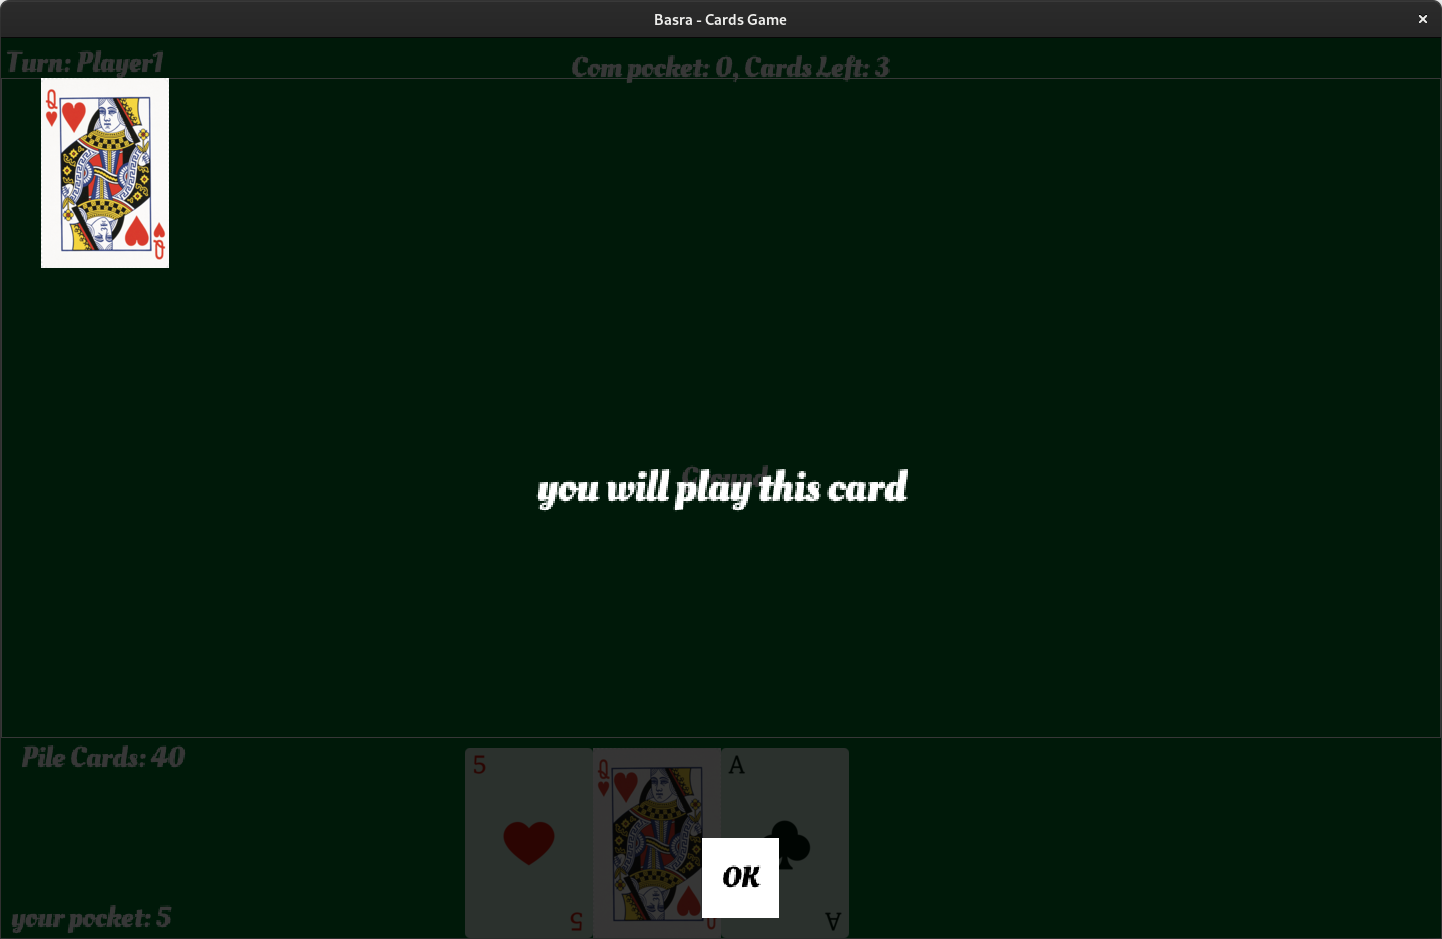 Basra - Cards Game
Turn: Player1
Com pocket: 0, Cards Left: 3
Q
Q
Ground
you will play this card
Pile Cards: 40
5
Q
A
OK
your pocket: 5
5
Q
A